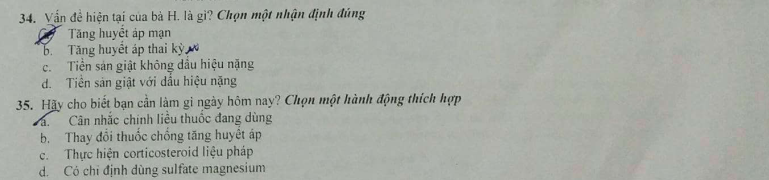 34. Vấn đề hiện tại của bà H. là gì? Chọn một nhận định đúng
a. Tăng huyết áp mạn
b. Tăng huyết áp thai kỳ
c. Tiền sản giật không dấu hiệu nặng
d. Tiền sản giật với dấu hiệu nặng
35. Hãy cho biết bạn cần làm gì ngày hôm nay? Chọn một hành động thích hợp
a. Cân nhắc chỉnh liều thuốc đang dùng
b. Thay đổi thuốc chống tăng huyết áp
c. Thực hiện corticosteroid liệu pháp
d. Có chỉ định dùng sulfate magnesium